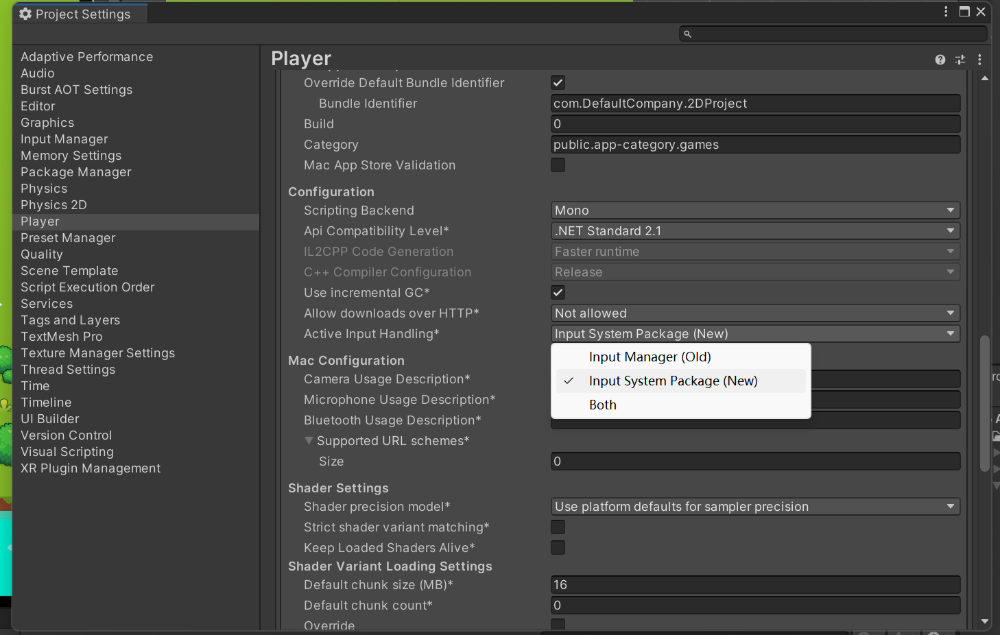 Project Settings
Adaptive Performance
Audio
Burst AOT Settings
Editor
Graphics
Input Manager
Memory Settings
Package Manager
Physics
Physics 2D
Player
Preset Manager
Quality
Scene Template
Script Execution Order
Services
Tags and Layers
TextMesh Pro
Texture Manager Settings
Thread Settings
Time
Timeline
UI Builder
Version Control
Visual Scripting
XR Plugin Management
Player
Override Default Bundle Identifier
Bundle Identifier com.DefaultCompany.2DProject
Build 0
Category public.app-category.games
Mac App Store Validation
Configuration
Scripting Backend Mono
Api Compatibility Level* .NET Standard 2.1
IL2CPP Code Generation Faster runtime
C++ Compiler Configuration Release
Use incremental GC*
Allow downloads over HTTP* Not allowed
Active Input Handling* Input System Package (New)
Input Manager (Old)
Input System Package (New)
Both
Mac Configuration
Camera Usage Description*
Microphone Usage Description*
Bluetooth Usage Description*
Supported URL schemes*
Size 0
Shader Settings
Shader precision model* Use platform defaults for sampler precision
Strict shader variant matching*
Keep Loaded Shaders Alive*
Shader Variant Loading Settings
Default chunk size (MB)* 16
Default chunk count* 0
Override